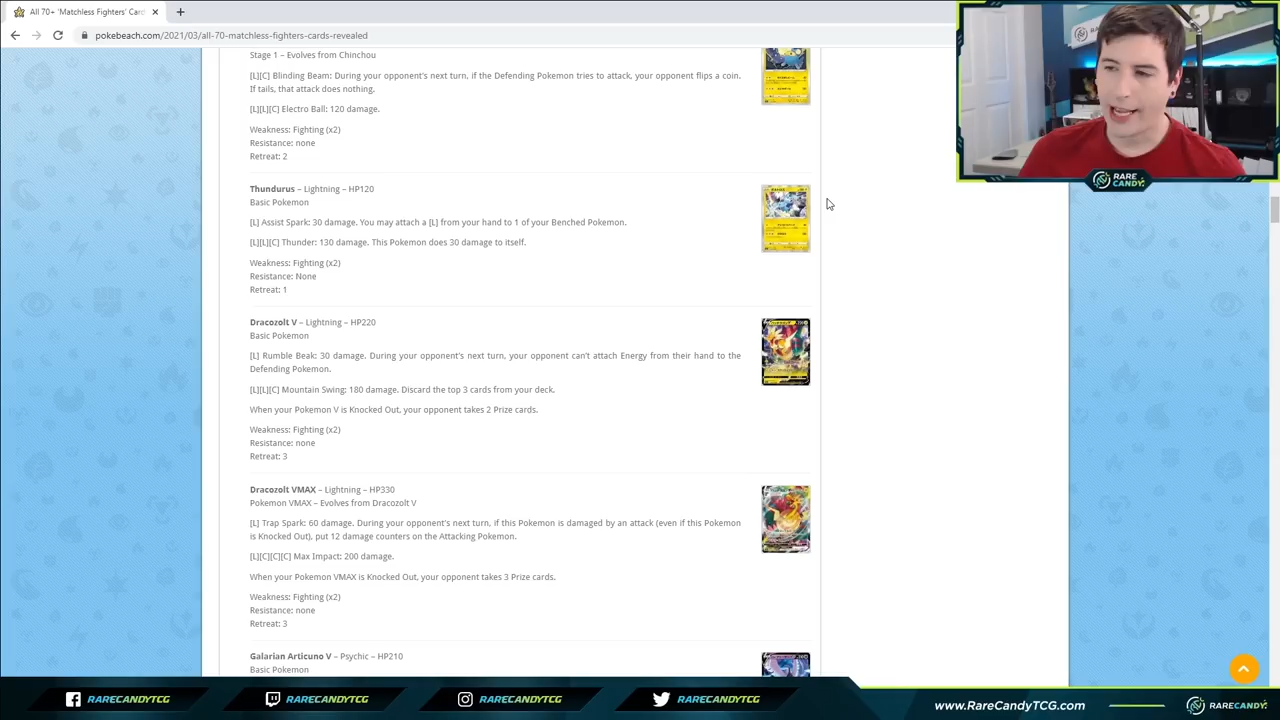 All 70+ 'Matchless Fighters' Card
pokebeach.com/2021/03/all-70-matchless-fighters-cards-revealed
Stage 1 – Evolves from Chinchou
[L][C] Blinding Beam: During your opponent's next turn, if the Defending Pokemon tries to attack, your opponent flips a coin.
If tails, that attack does nothing.
[L][L][C] Electro Ball: 120 damage.
Weakness: Fighting (x2)
Resistance: none
Retreat: 2
Thundurus – Lightning – HP120
Basic Pokemon
[L] Assist Spark: 30 damage. You may attach a [L] from your hand to 1 of your Benched Pokemon.
[L][L][C] Thunder: 130 damage. This Pokemon does 30 damage to itself.
Weakness: Fighting (x2)
Resistance: None
Retreat: 1
Dracozolt V – Lightning – HP220
Basic Pokemon
[L] Rumble Beak: 30 damage. During your opponent's next turn, your opponent can't attach Energy from their hand to the
Defending Pokemon.
[L][L][C] Mountain Swing: 180 damage. Discard the top 3 cards from your deck.
When your Pokemon V is Knocked Out, your opponent takes 2 Prize cards.
Weakness: Fighting (x2)
Resistance: none
Retreat: 3
Dracozolt VMAX – Lightning – HP330
Pokemon VMAX – Evolves from Dracozolt V
[L] Trap Spark: 60 damage. During your opponent's next turn, if this Pokemon is damaged by an attack (even if this Pokemon
is Knocked Out), put 12 damage counters on the Attacking Pokemon.
[L][C][C][C] Max Impact: 200 damage.
When your Pokemon VMAX is Knocked Out, your opponent takes 3 Prize cards.
Weakness: Fighting (x2)
Resistance: none
Retreat: 3
Galarian Articuno V – Psychic – HP210
Basic Pokemon
RARE
CANDY
RARECANDYTCG
RARECANDYTCG
RARECANDYTCG
RARECANDYTCG
www.RareCandyTCG.com
RARECANDY